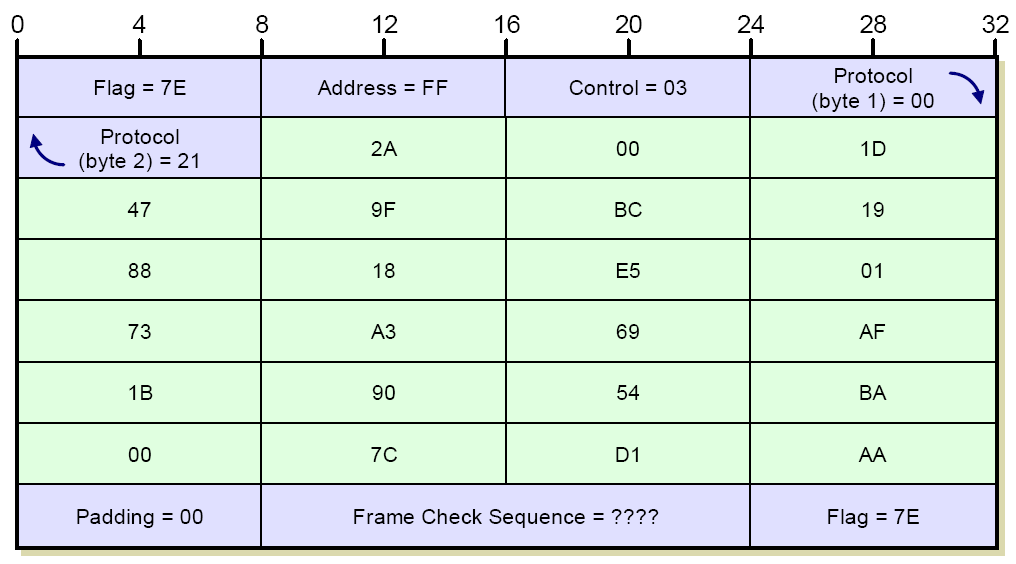 0 4 8 12 16 20 24 28 32
Flag = 7E Address = FF Control = 03 Protocol
(byte 1) = 00
Protocol
(byte 2) = 21 2A 00 1D
47 9F BC 19
88 18 E5 01
73 A3 69 AF
1B 90 54 BA
00 7C D1 AA
Padding = 00 Frame Check Sequence = ???? Flag = 7E